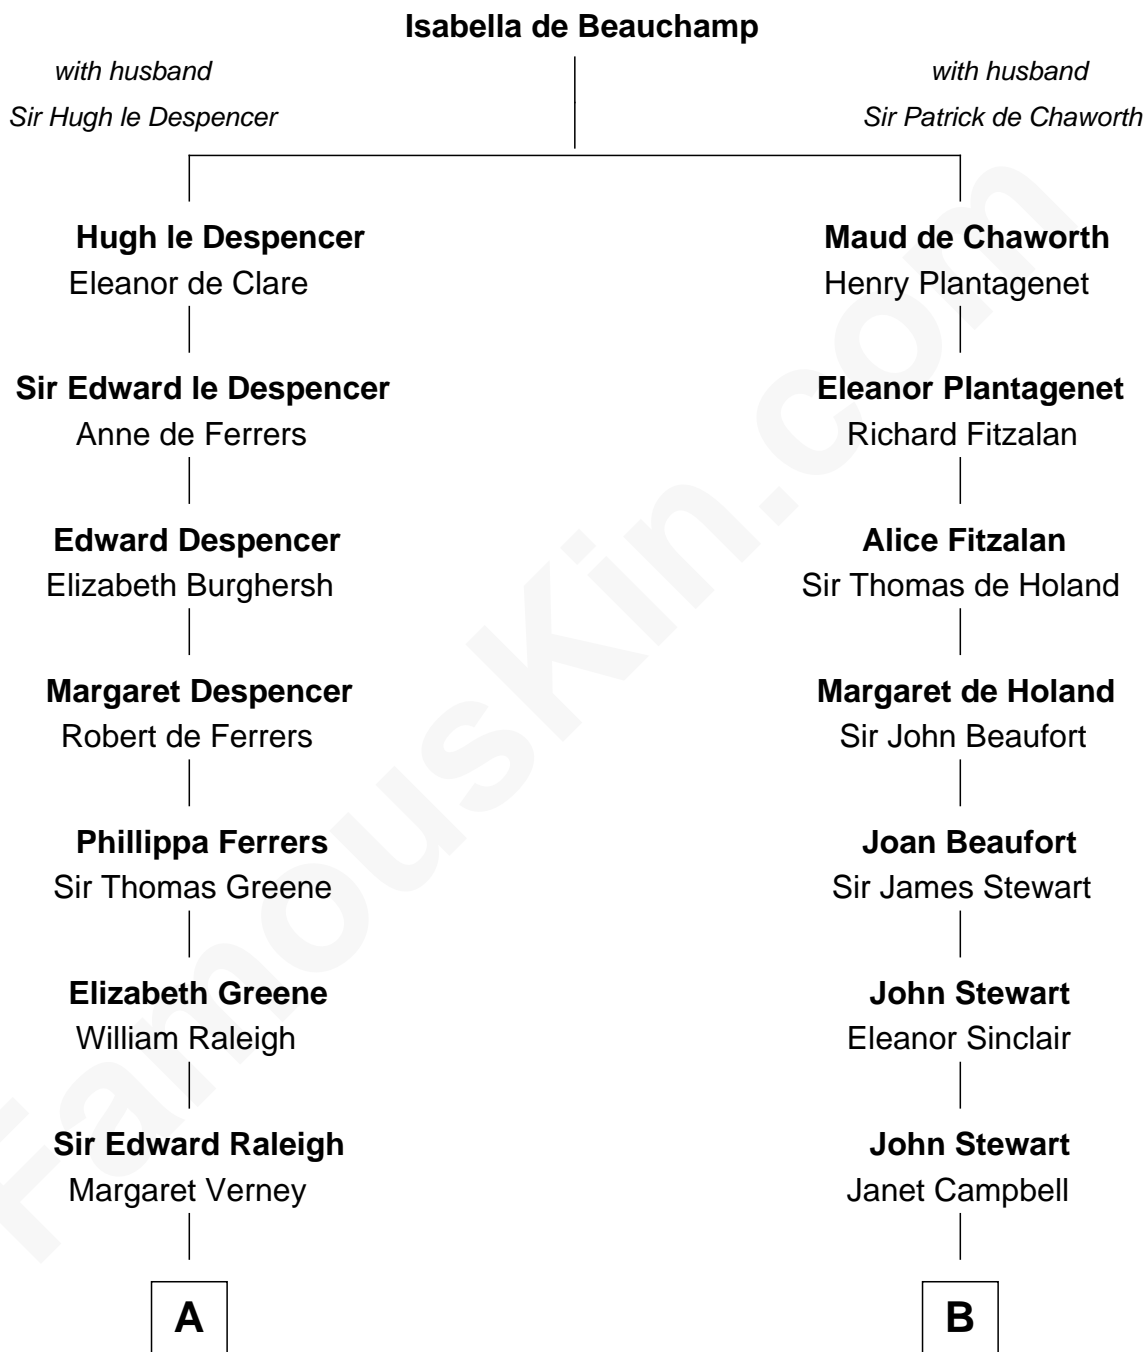 Isabella de Beauchamp
with husband
Sir Hugh le Despencer
with husband
Sir Patrick de Chaworth
Hugh le Despencer
Eleanor de Clare
Maud de Chaworth
Henry Plantagenet
Sir Edward le Despencer
Anne de Ferrers
Eleanor Plantagenet
Richard Fitzalan
Edward Despencer
Elizabeth Burghersh
Alice Fitzalan
Sir Thomas de Holand
Margaret Despencer
Robert de Ferrers
Margaret de Holand
Sir John Beaufort
Phillippa Ferrers
Sir Thomas Greene
Joan Beaufort
Sir James Stewart
Elizabeth Greene
William Raleigh
John Stewart
Eleanor Sinclair
Sir Edward Raleigh
Margaret Verney
John Stewart
Janet Campbell
A
B
FamousKin.com